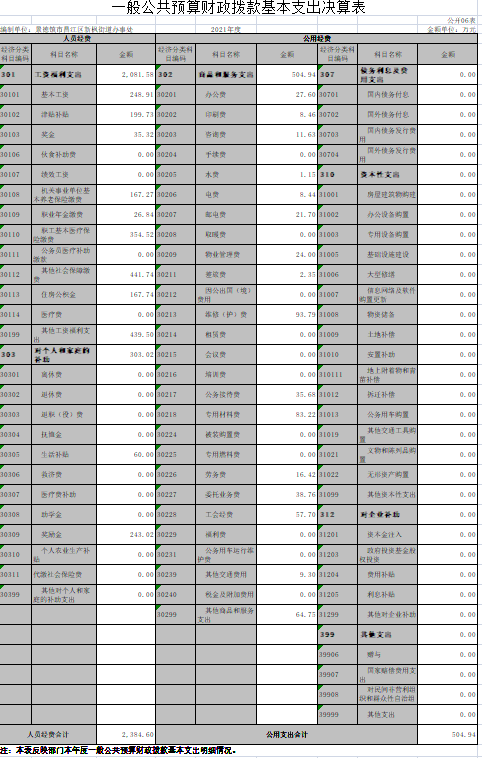 一般公共预算财政拨款基本支出决算表
公开06表
编制单位：景德镇市昌江区新枫街道办事处 2021年度 金额单位：万元
人员经费 公用经费
经济分类科目编码 科目名称 金额 经济分类科目编码 科目名称 金额 经济分类科目编码 科目名称 金额
301 工资福利支出 2,081.58 302 商品和服务支出 504.94 307 债务利息及费用支出 0.00
30101 基本工资 248.91 30201 办公费 27.60 30701 国内债务付息 0.00
30102 津贴补贴 199.73 30202 印刷费 8.46 30702 国外债务付息 0.00
30103 奖金 35.32 30203 咨询费 11.63 30703 国内债务发行费用 0.00
30106 伙食补助费 0.00 30204 手续费 0.00 30704 国外债务发行费用 0.00
30107 绩效工资 0.00 30205 水费 1.15 310 资本性支出 0.00
30108 机关事业单位基本养老保险缴费 167.27 30206 电费 8.44 31001 房屋建筑物购建 0.00
30109 职业年金缴费 26.84 30207 邮电费 21.70 31002 办公设备购置 0.00
30110 职工基本医疗保险缴费 354.52 30208 取暖费 0.00 31003 专用设备购置 0.00
30111 公务员医疗补助缴费 0.00 30209 物业管理费 24.00 31005 基础设施建设 0.00
30112 其他社会保障缴费 441.74 30211 差旅费 2.35 31006 大型修缮 0.00
30113 住房公积金 167.74 30212 因公出国（境）费用 0.00 31007 信息网络及软件购置更新 0.00
30114 医疗费 0.00 30213 维修（护）费 93.79 31008 物资储备 0.00
30199 其他工资福利支出 439.50 30214 租赁费 0.00 31009 土地补偿 0.00
303 对个人和家庭的补助 303.02 30215 会议费 0.00 31010 安置补助 0.00
30301 离休费 0.00 30216 培训费 0.00 310111 地上附着物和青苗补偿 0.00
30302 退休费 0.00 30217 公务接待费 35.68 31012 拆迁补偿 0.00
30303 退职（役）费 0.00 30218 专用材料费 83.22 31013 公务用车购置 0.00
30304 抚恤金 0.00 30224 被装购置费 0.00 31019 其他交通工具购置 0.00
30305 生活补贴 60.00 30225 专用燃料费 0.00 31021 文物和陈列品购置 0.00
30306 救济费 0.00 30226 劳务费 16.42 31022 无形资产购置 0.00
30307 医疗费补助 0.00 30227 委托业务费 38.76 31099 其他资本性支出 0.00
30308 助学金 0.00 30228 工会经费 57.70 312 对企业补助 0.00
30309 奖励金 243.02 30229 福利费 0.00 31201 资本金注入 0.00
30310 个人农业生产补贴 0.00 30231 公务用车运行维护费 0.00 31203 政府投资基金股权投资 0.00
30311 代缴社会保险费 0.00 30239 其他交通费用 9.30 31204 费用补贴 0.00
30399 其他对个人和家庭的补助支出 0.00 30240 税金及附加费用 0.00 31205 利息补贴 0.00
30299 其他商品和服务支出 64.75 31299 其他对企业补助 0.00
399 其他支出 0.00
39906 赠与 0.00
39907 国家赔偿费用支出 0.00
39908 对民间非营利组织和群众性自治组 0.00
39999 其他支出 0.00
人员经费合计 2,384.60 公用支出合计 504.94
注：本表反映部门本年度一般公共预算财政拨款基本支出明细情况。